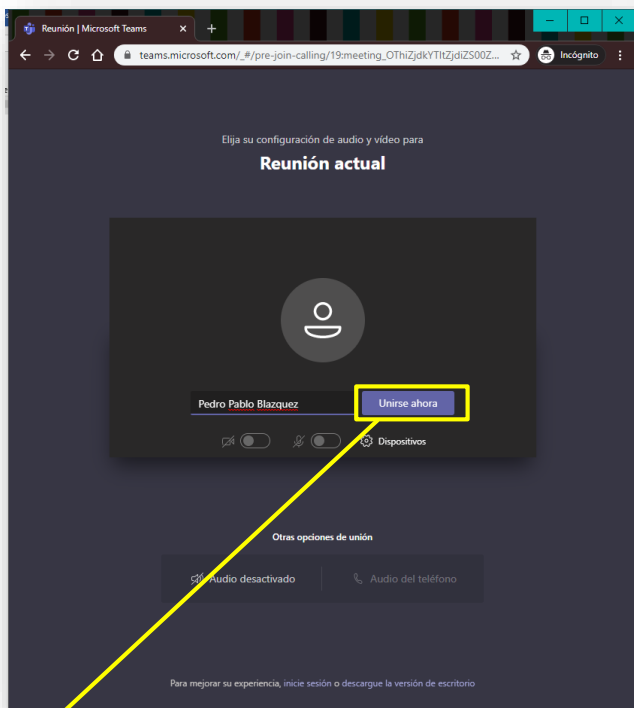 Reunión | Microsoft Teams
teams.microsoft.com/_#/pre-join-calling/19:meeting_OThiZjdkYTItZjdiZS00Z...
Incógnito
Elija su configuración de audio y vídeo para
Reunión actual
Pedro Pablo Blazquez
Unirse ahora
Dispositivos
Otras opciones de unión
Audio desactivado
Audio del teléfono
Para mejorar su experiencia, inicie sesión o descargue la versión de escritorio